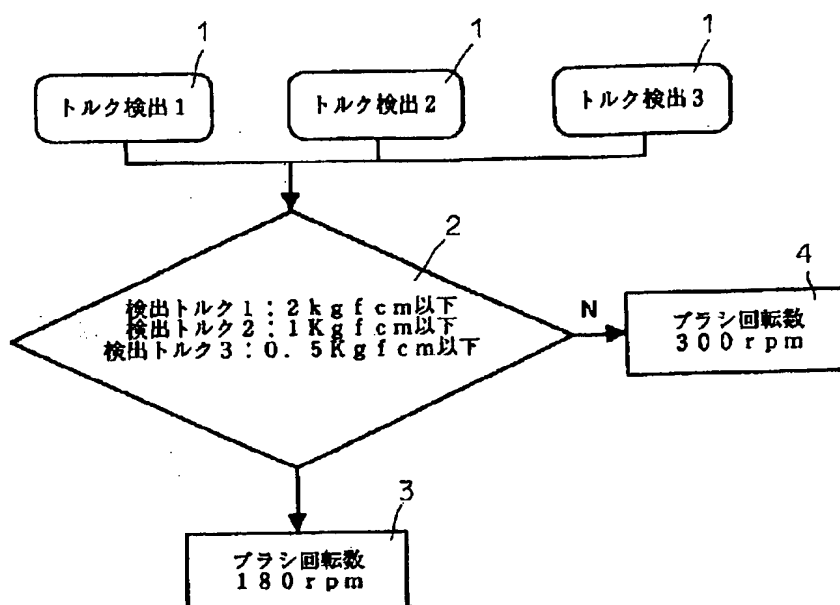 1
1
1
トルク検出1
トルク検出2
トルク検出3
2
検出トルク1:2kgfcm以下
検出トルク2:1Kgfcm以下
検出トルク3:0.5Kgfcm以下
N
4
ブラシ回転数
300rpm
3
ブラシ回転数
180rpm